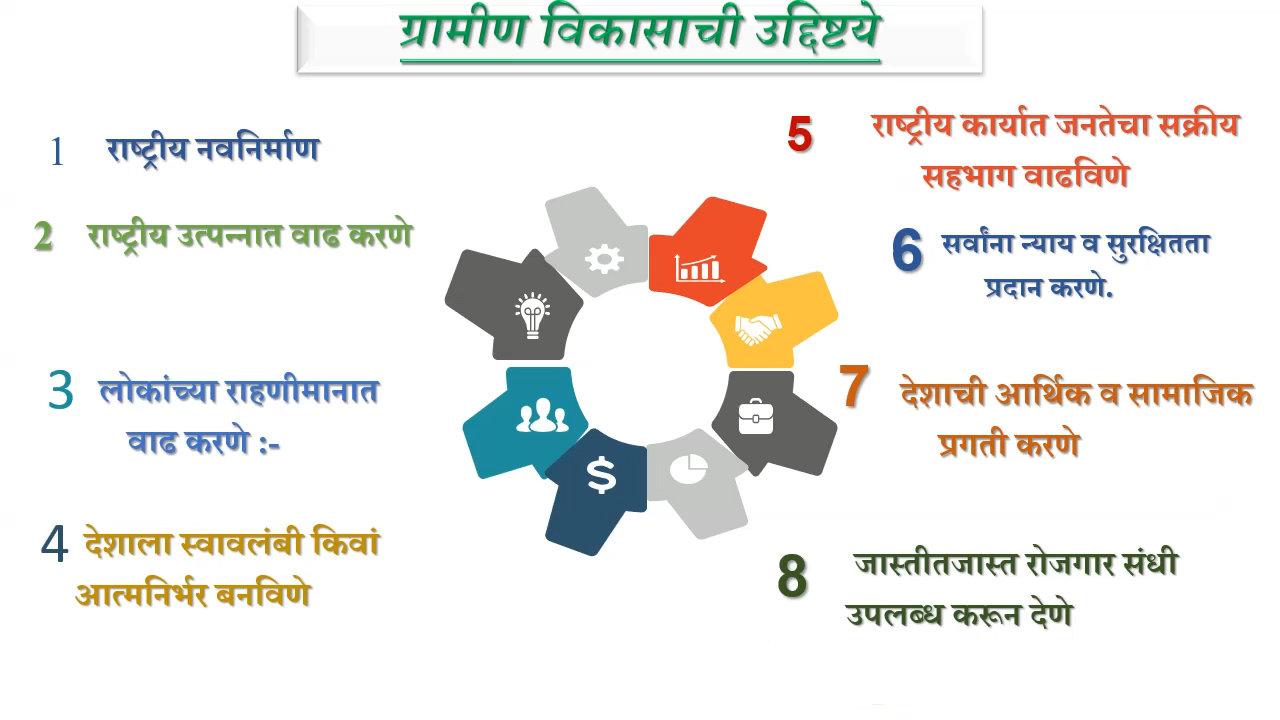 ग्रामीण विकासाची उद्दिष्टये
1 राष्ट्रीय नवनिर्माण
2 राष्ट्रीय उत्पन्नात वाढ करणे
3 लोकांच्या राहणीमानात
वाढ करणे :-
4 देशाला स्वावलंबी किवां
आत्मनिर्भर बनविणे
5 राष्ट्रीय कार्यात जनतेचा सक्रीय
सहभाग वाढविणे
6 सर्वांना न्याय व सुरक्षितता
प्रदान करणे.
7 देशाची आर्थिक व सामाजिक
प्रगती करणे
8 जास्तीतजास्त रोजगार संधी
उपलब्ध करून देणे